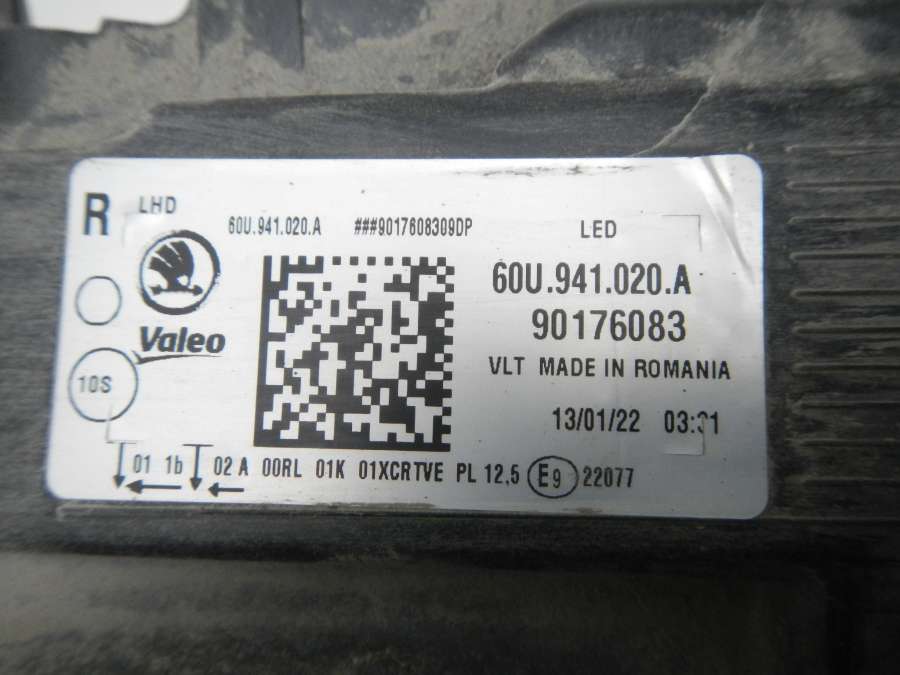 R LHD
60U.941.020.A ###9017608309DP
LED
60U.941.020.A
90176083
Valeo
VLT MADE IN ROMANIA
10S
13/01/22
01 1b 02 A 00RL 01K 01XCRTVE PL 12,5 E9 22077